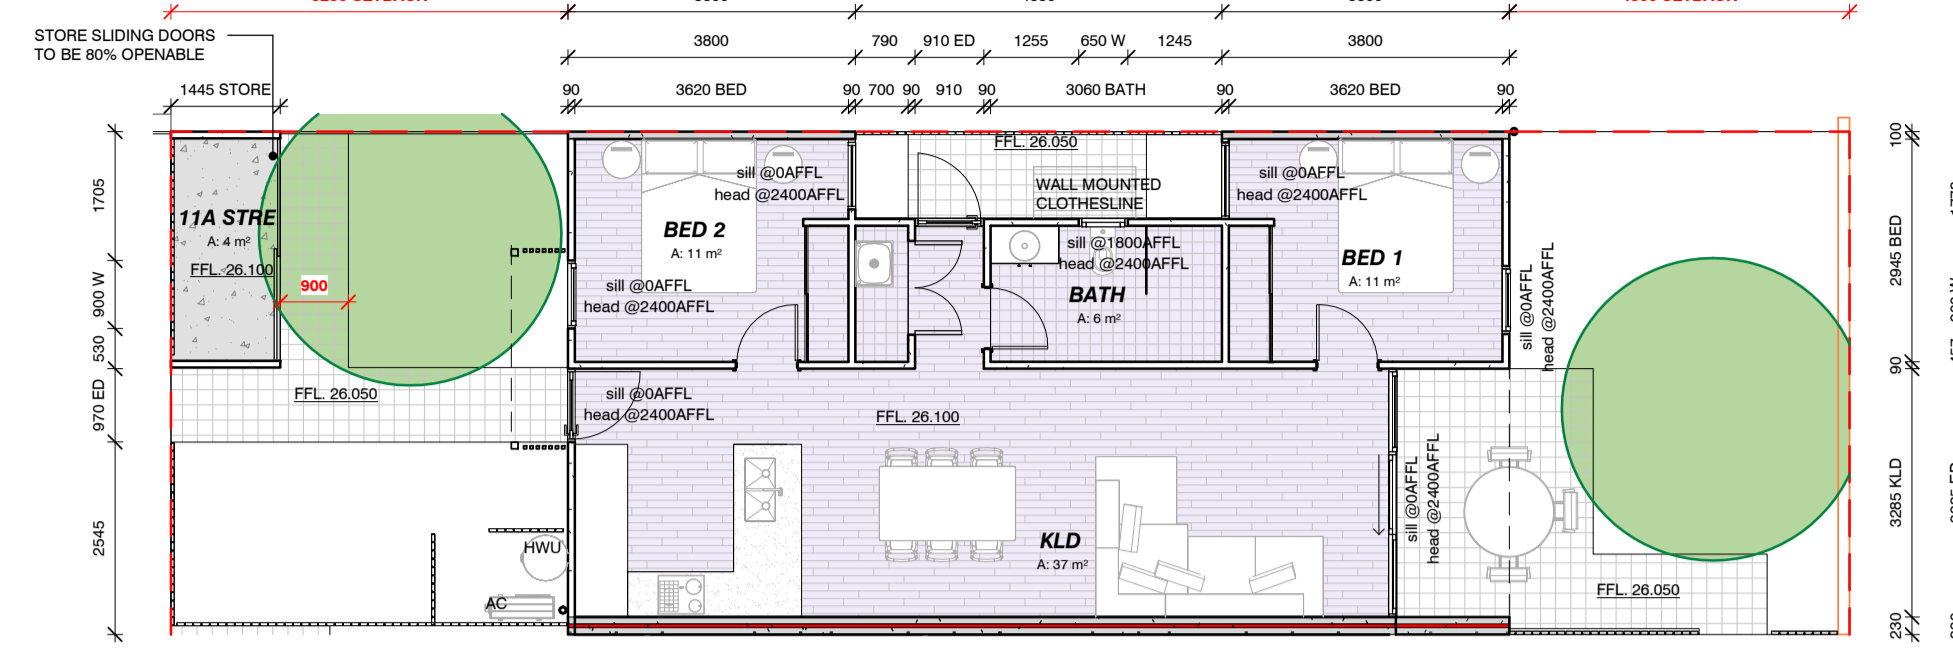 STORE SLIDING DOORS
TO BE 80% OPENABLE
3800
790
910 ED
1255
650 W
1245
3800
1445 STORE
90
3620 BED
90
700
90
910
90
3060 BATH
90
3620 BED
90
100
1705
900 W
530
970 ED
2545
2945 BED
90
3285 KLD
230
11A STRE
A: 4 m²
FFL. 26.100
900
FFL. 26.050
BED 2
A: 11 m²
sill @0AFFL
head @2400AFFL
sill @0AFFL
head @2400AFFL
sill @0AFFL
head @2400AFFL
FFL. 26.050
WALL MOUNTED
CLOTHESLINE
sill @1800AFFL
head @2400AFFL
BATH
A: 6 m²
sill @0AFFL
head @2400AFFL
BED 1
A: 11 m²
sill @0AFFL
head @2400AFFL
FFL. 26.100
KLD
A: 37 m²
sill @0AFFL
head @2400AFFL
HWU
AC
FFL. 26.050